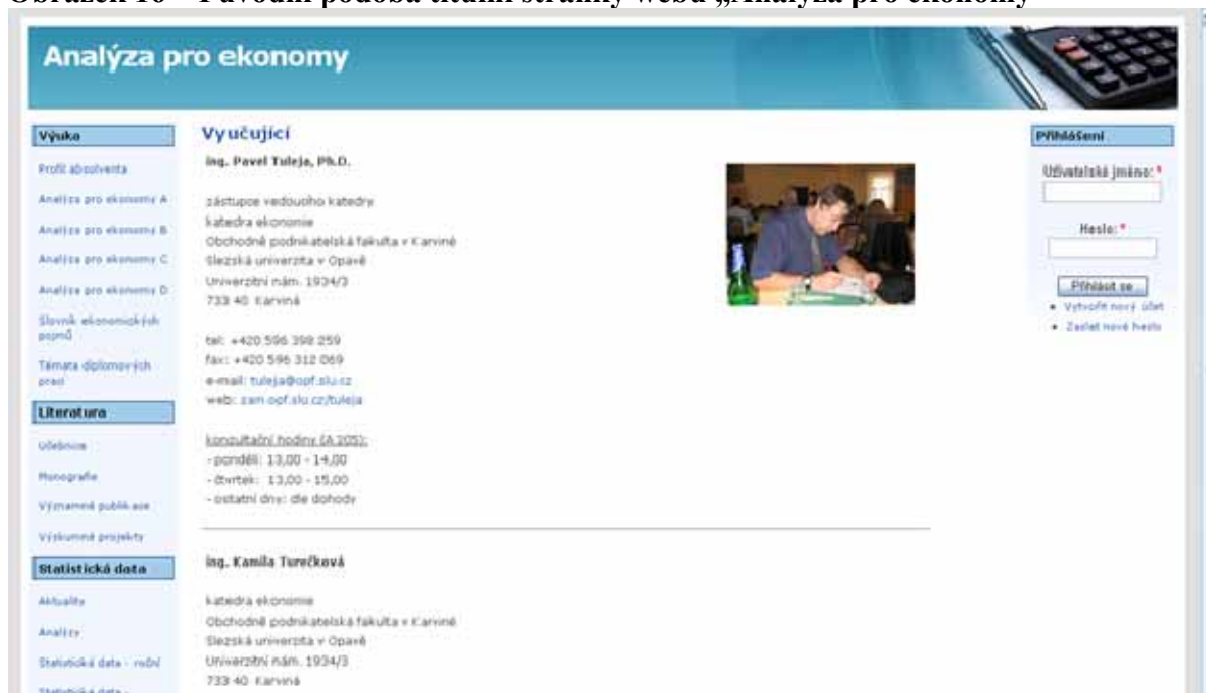 Obrázek 16 – Původní podoba titulní stránky webu „Analýza pro ekonomy“
Analýza pro ekonomy
Výuka
Profil absolventa
Analýza pro ekonomy A
Analýza pro ekonomy B
Analýza pro ekonomy C
Analýza pro ekonomy D
Slovník ekonomických
pojmů
Témata diplomových
prací
Literatura
Učebnice
Monografie
Významné publikace
Výzkumné projekty
Statistická data
Aktuality
Analýzy
Statistická data - roční
Statistická data -
Vyučující
ing. Pavel Tuleja, Ph.D.
zástupce vedoucího katedry
katedra ekonomie
Obchodně podnikatelská fakulta v Karviné
Slezská univerzita v Opavě
Univerzitní nám. 1934/3
733 40 Karviná
tel: +420 596 398 259
fax: +420 596 312 069
e-mail: tuleja@opf.slu.cz
web: zam.opf.slu.cz/tuleja
konzultační hodiny (A 205):
- pondělí: 13,00 - 14,00
- čtvrtek: 13,00 - 15,00
- ostatní dny: dle dohody
ing. Kamila Turečková
katedra ekonomie
Obchodně podnikatelská fakulta v Karviné
Slezská univerzita v Opavě
Univerzitní nám. 1934/3
733 40 Karviná
Přihlášení
Uživatelské jméno: *
Heslo: *
Přihlásit se
Vytvořit nový účet
Zaslat nové heslo